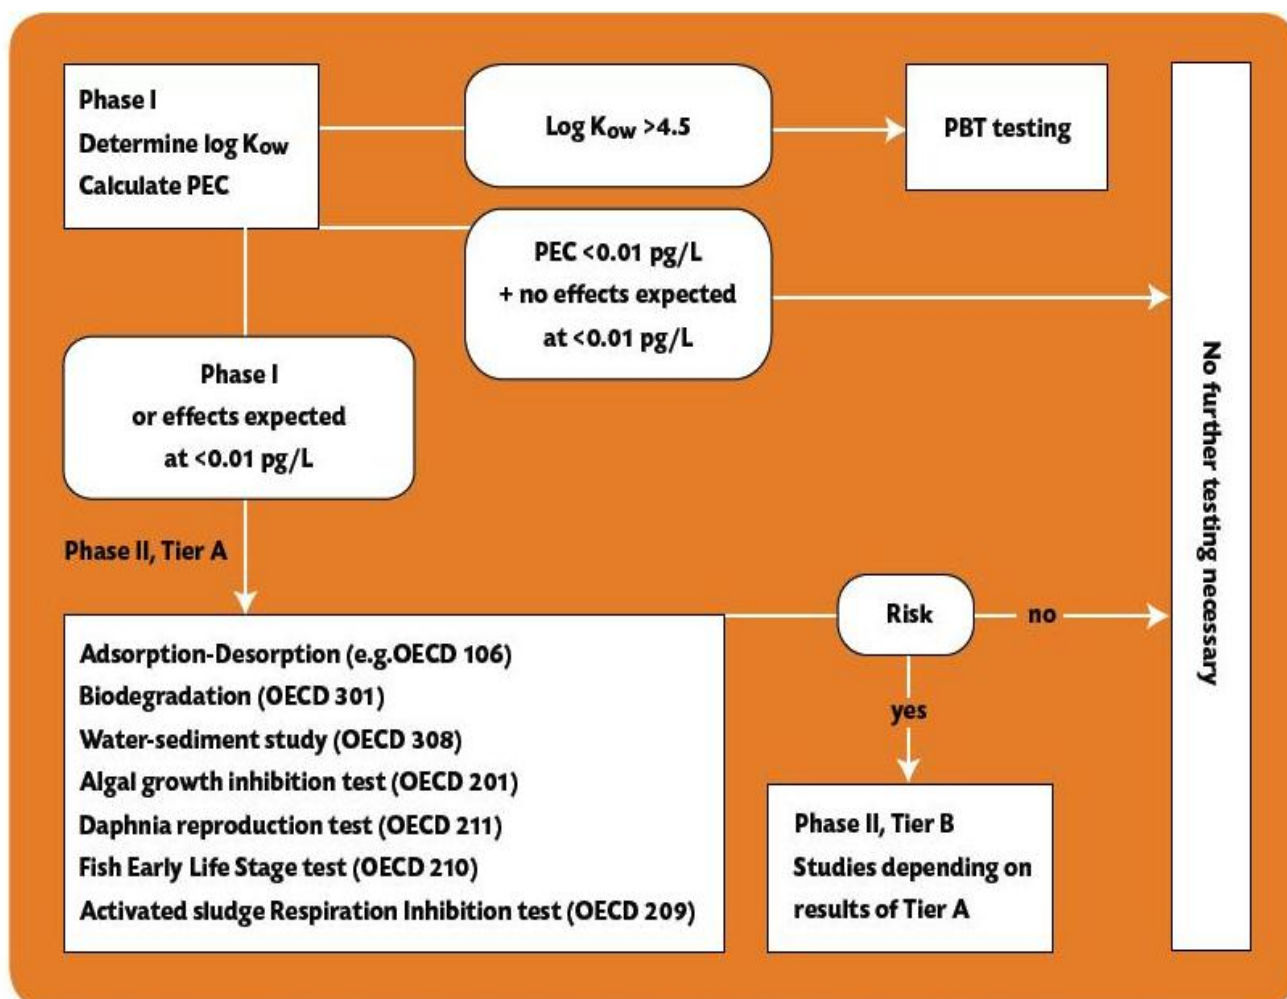 Phase I
Determine log Kow
Calculate PEC
Log Kow >4.5
PBT testing
PEC <0.01 pg/L
+ no effects expected
at <0.01 pg/L
Phase I
or effects expected
at <0.01 pg/L
No further testing necessary
Phase II, Tier A
Adsorption-Desorption (e.g.OECD 106)
Biodegradation (OECD 301)
Water-sediment study (OECD 308)
Algal growth inhibition test (OECD 201)
Daphnia reproduction test (OECD 211)
Fish Early Life Stage test (OECD 210)
Activated sludge Respiration Inhibition test (OECD 209)
Risk
no
yes
Phase II, Tier B
Studies depending on
results of Tier A